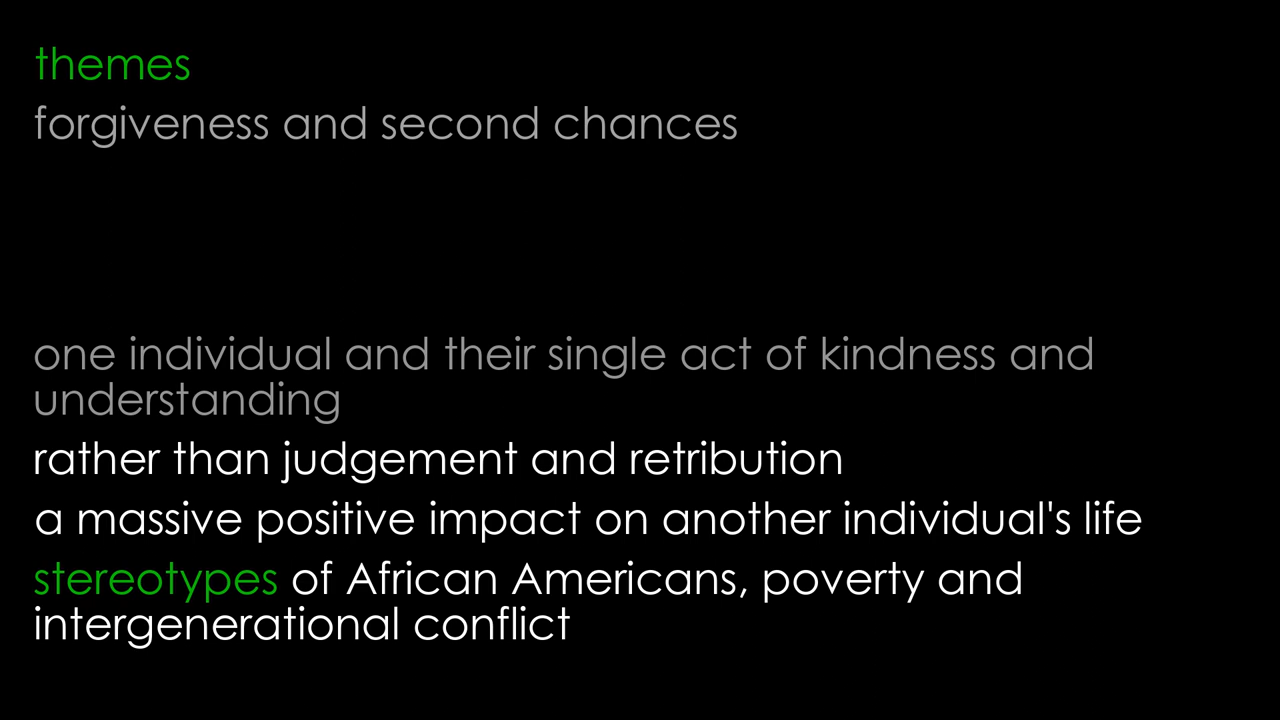 themes
forgiveness and second chances
one individual and their single act of kindness and
understanding
rather than judgement and retribution
a massive positive impact on another individual's life
stereotypes of African Americans, poverty and
intergenerational conflict